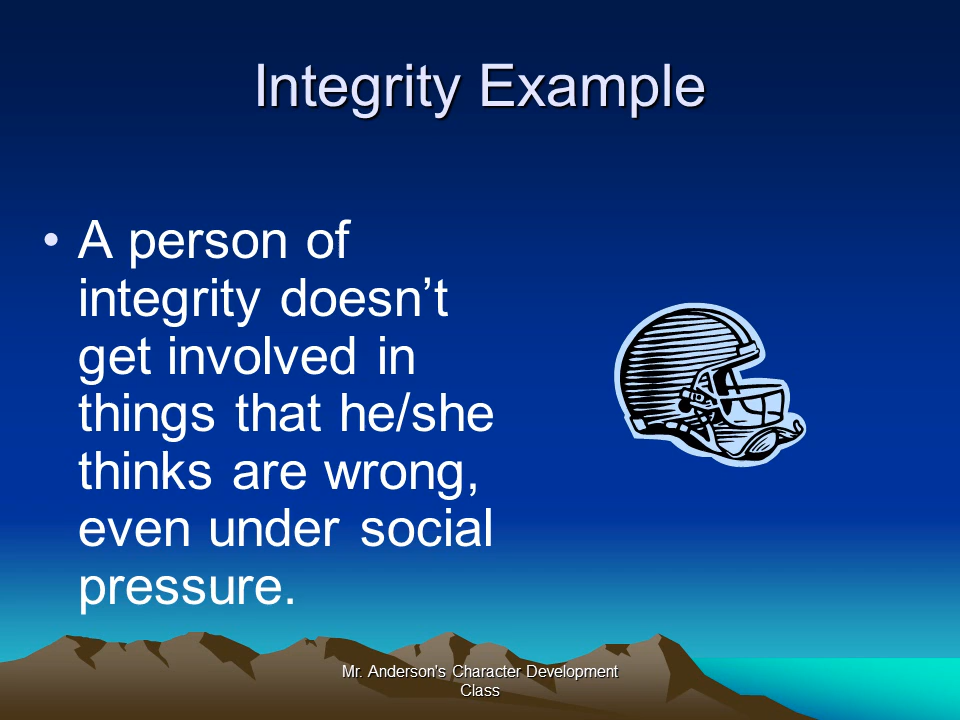 Integrity Example
• A person of
integrity doesn’t
get involved in
things that he/she
thinks are wrong,
even under social
pressure.
Mr. Anderson's Character Development
Class